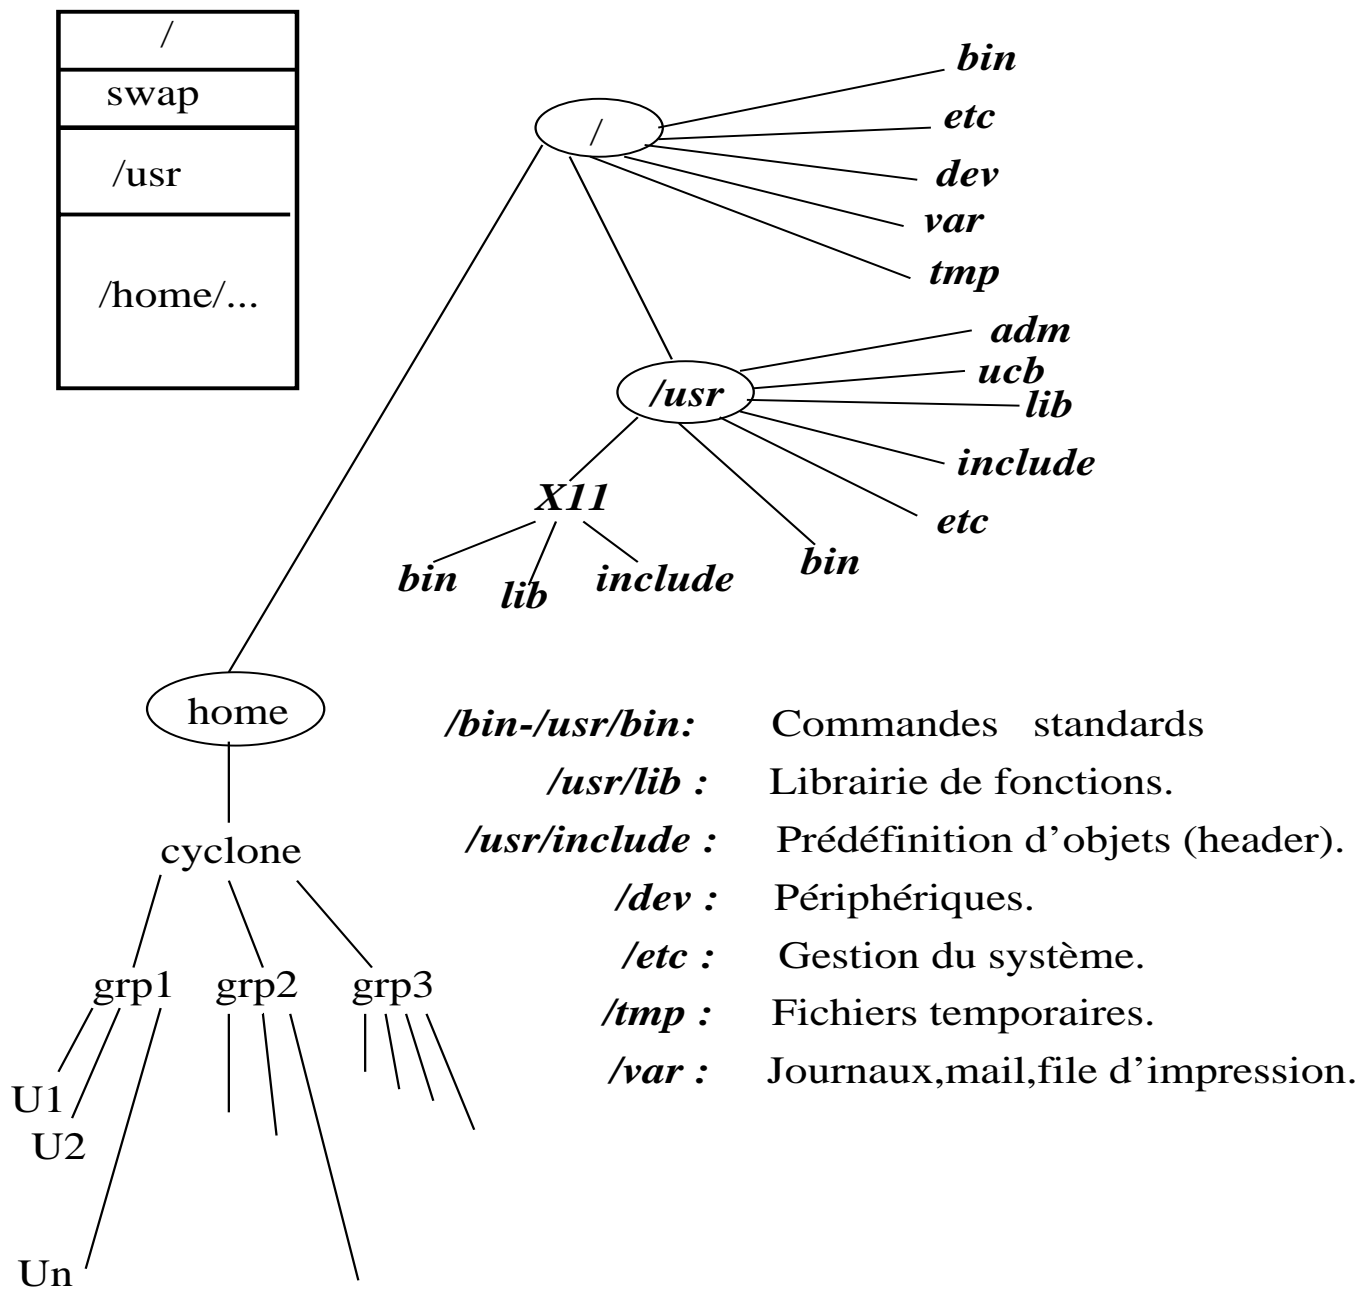 /
swap
/usr
/home/...
/
bin
etc
dev
var
tmp
/usr
adm
ucb
lib
include
etc
bin
X11
bin
lib
include
home
cyclone
grp1 grp2 grp3
U1
U2
Un
/bin-/usr/bin: Commandes standards
/usr/lib : Librairie de fonctions.
/usr/include : Prédéfinition d'objets (header).
/dev : Périphériques.
/etc : Gestion du système.
/tmp : Fichiers temporaires.
/var : Journaux,mail,file d'impression.